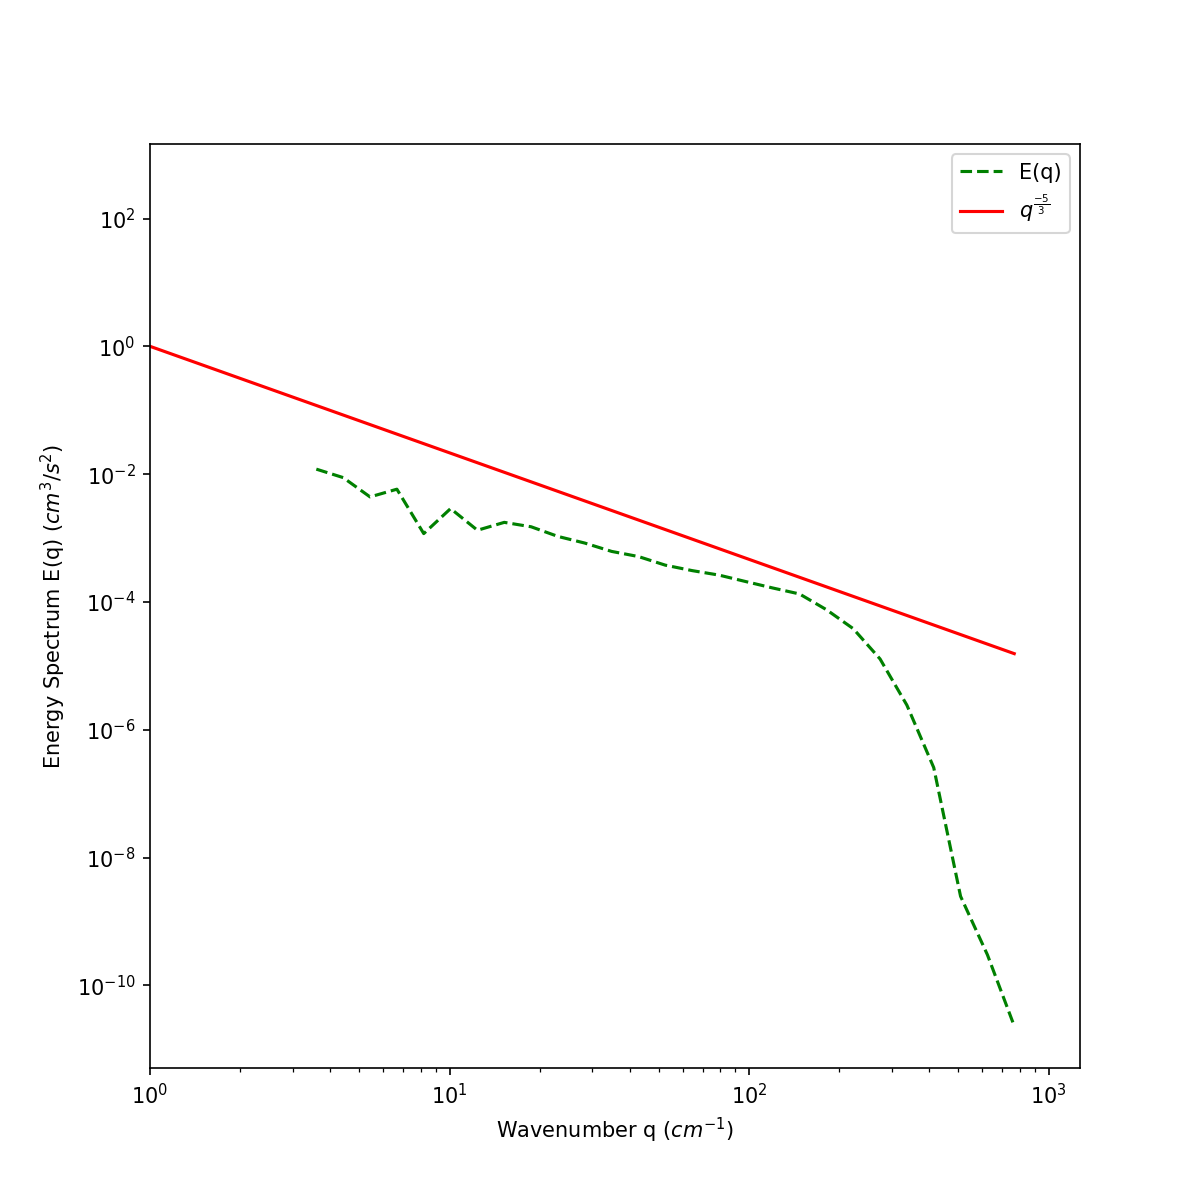 E(q)
$q^{\frac{-5}{3}}$
$10^{2}$
$10^{0}$
$10^{-2}$
$10^{-4}$
$10^{-6}$
$10^{-8}$
$10^{-10}$
Energy Spectrum E(q) ($cm^{3}/s^{2}$)
$10^{0}$ $10^{1}$ $10^{2}$ $10^{3}$
Wavenumber q ($cm^{-1}$)